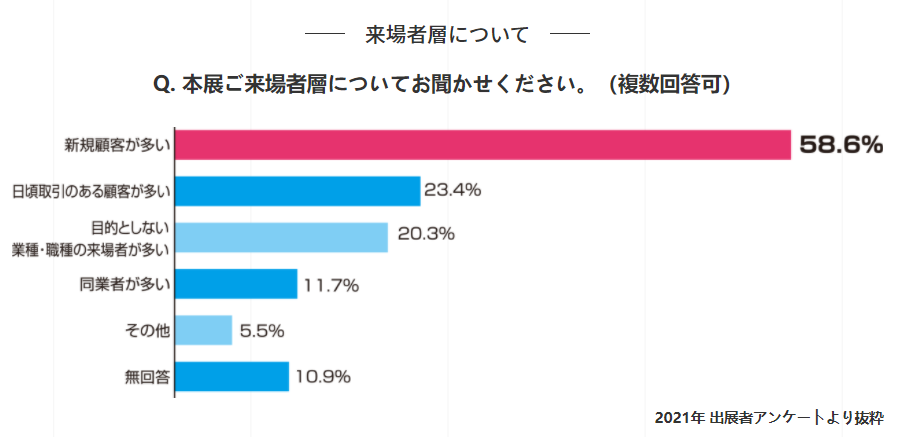 来場者層について
Q. 本展ご来場者層についてお聞かせください。（複数回答可）
新規顧客が多い 58.6%
日頃取引のある顧客が多い 23.4%
目的としない
業種・職種の来場者が多い 20.3%
同業者が多い 11.7%
その他 5.5%
無回答 10.9%
2021年 出展者アンケートより抜粋